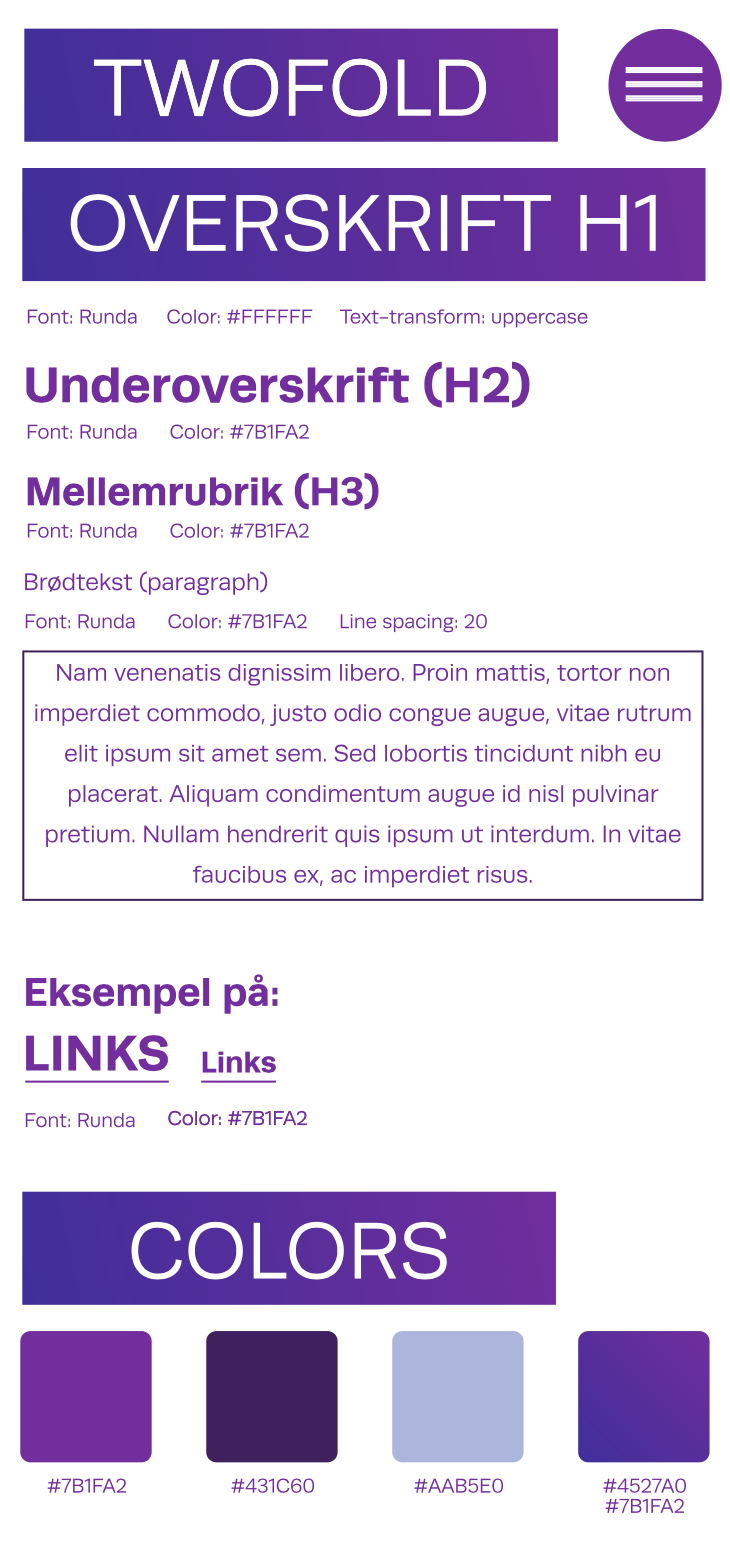 TWOFOLD
OVERSKRIFT H1
Font: Runda Color: #FFFFFF Text-transform: uppercase
Underoverskrift (H2)
Font: Runda Color: #7B1FA2
Mellemrubrik (H3)
Font: Runda Color: #7B1FA2
Brødtekst (paragraph)
Font: Runda Color: #7B1FA2 Line spacing: 20
Nam venenatis dignissim libero. Proin mattis, tortor non
imperdiet commodo, justo odio congue augue, vitae rutrum
elit ipsum sit amet sem. Sed lobortis tincidunt nibh eu
placerat. Aliquam condimentum augue id nisl pulvinar
pretium. Nullam hendrerit quis ipsum ut interdum. In vitae
faucibus ex, ac imperdiet risus.
Eksempel på:
LINKS Links
Font: Runda Color: #7B1FA2
COLORS
#7B1FA2 #431C60 #AAB5E0 #4527A0
#7B1FA2